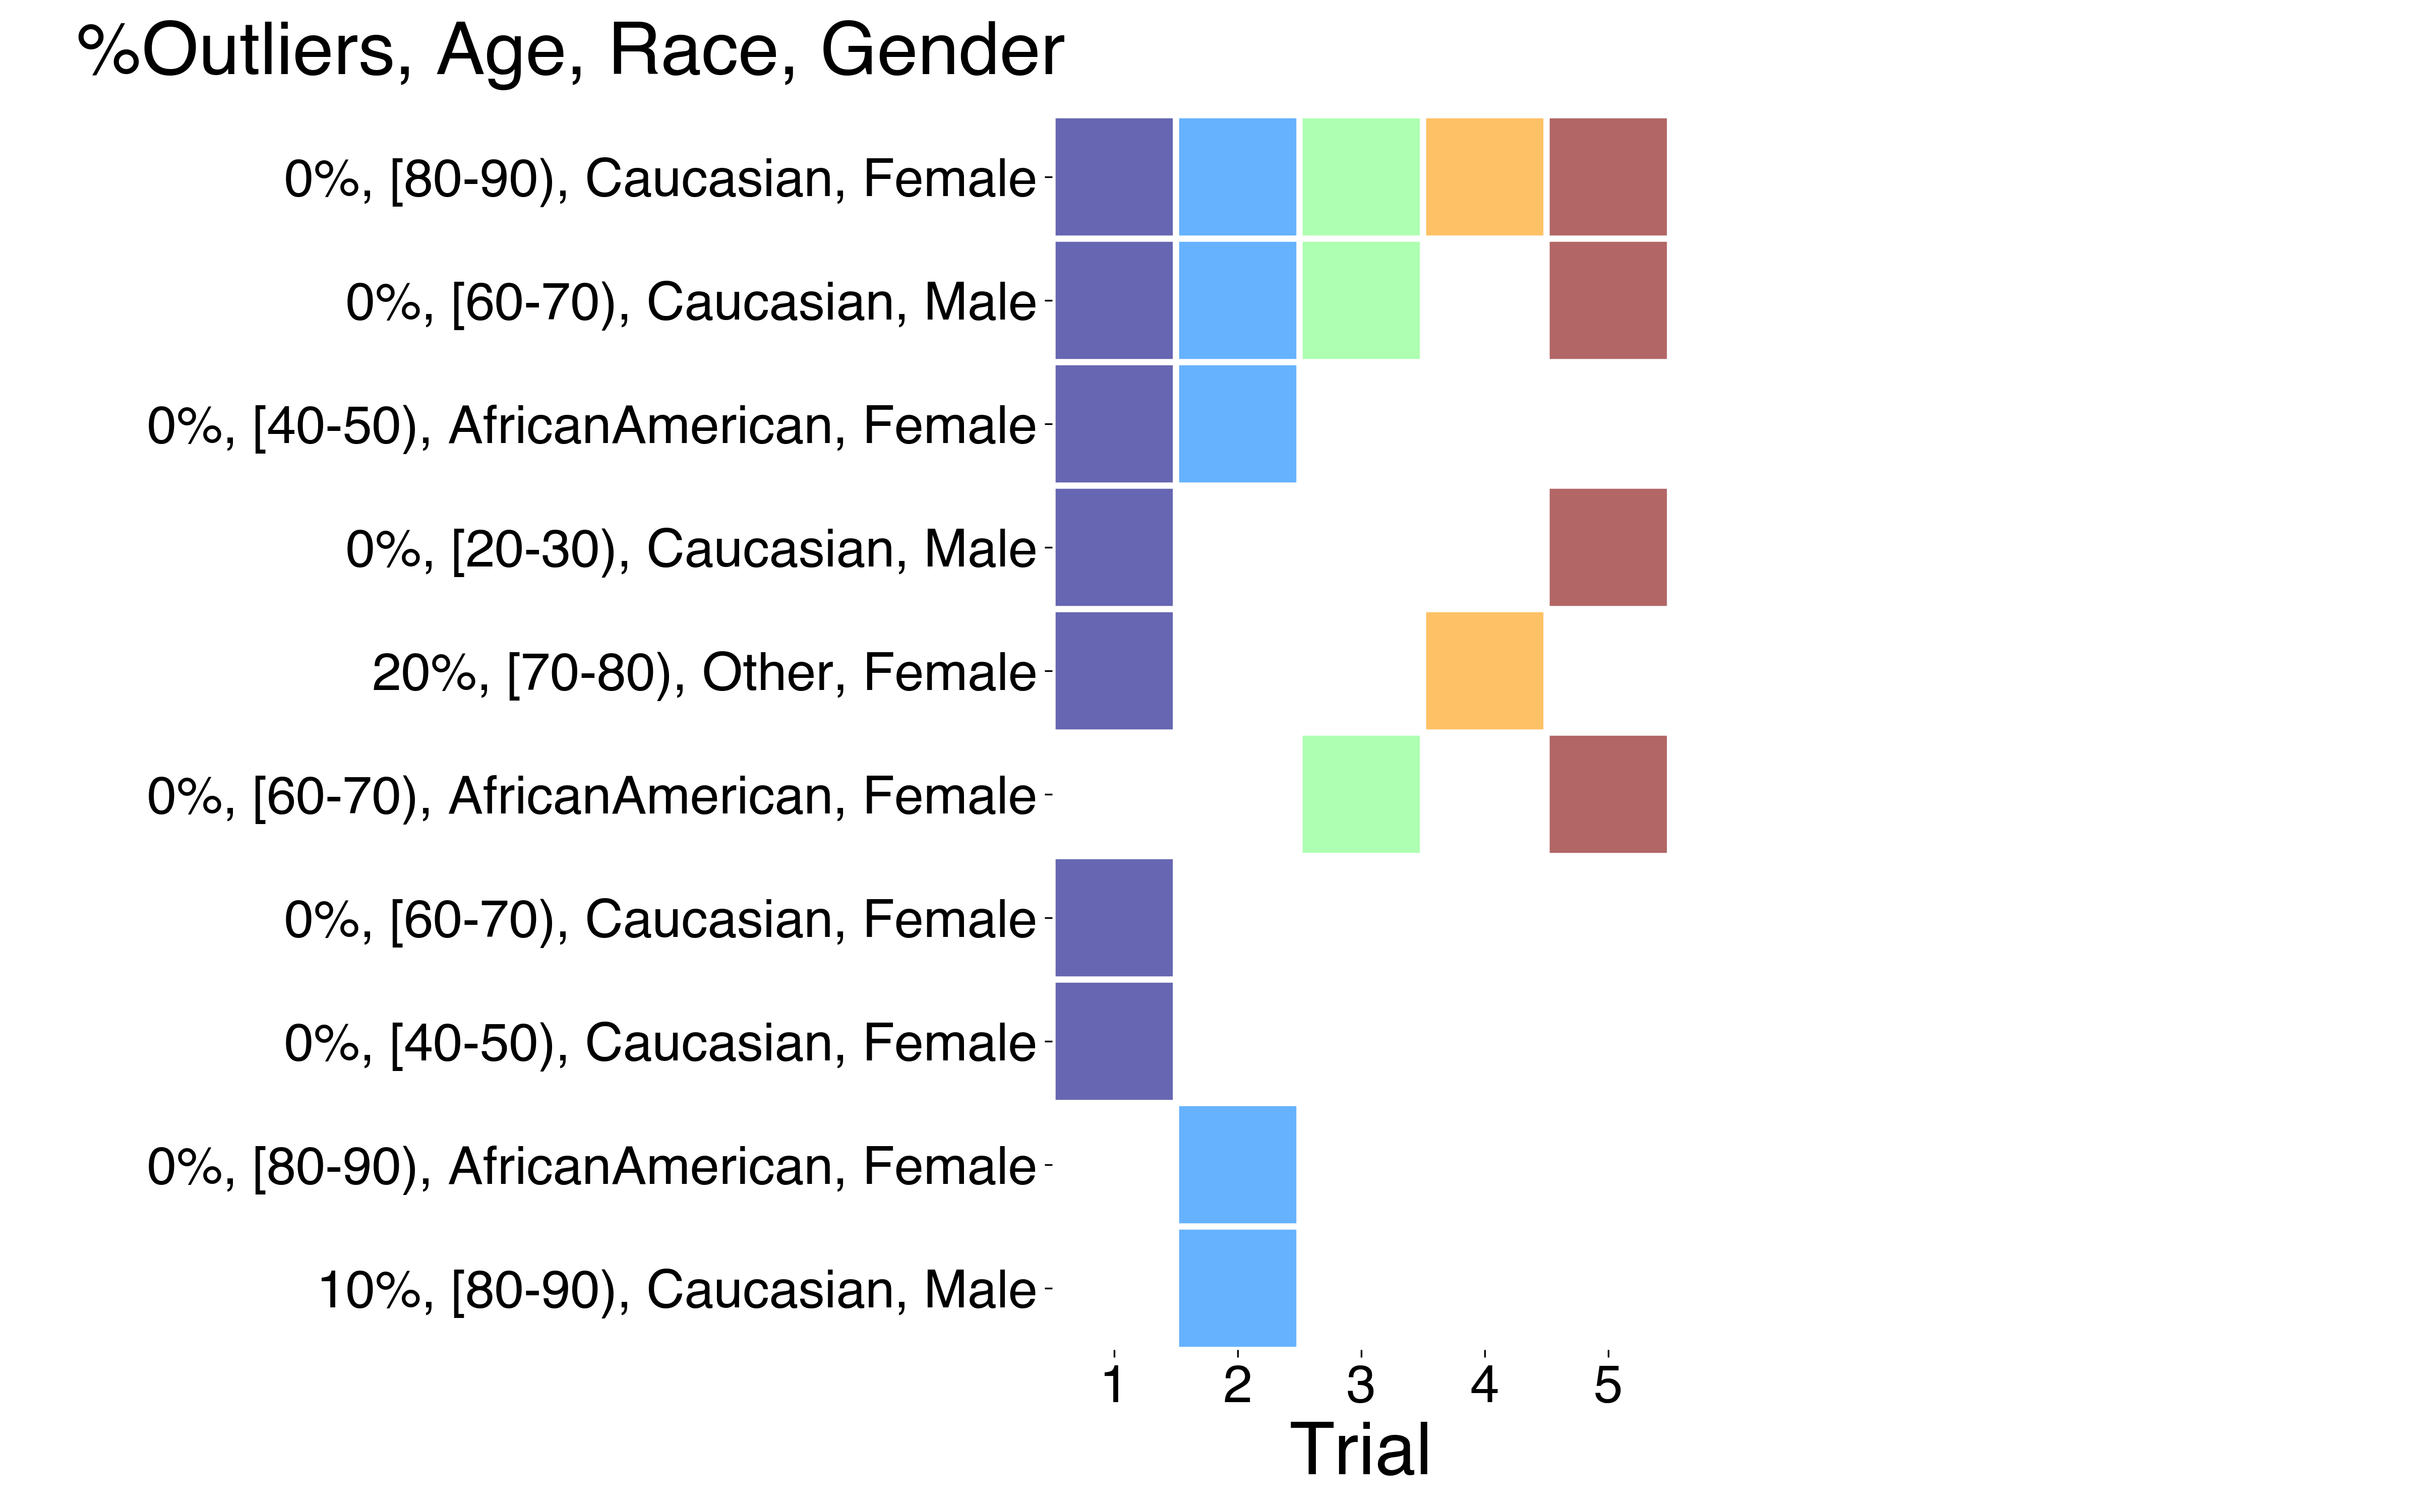 %Outliers, Age, Race, Gender
0%, [80-90), Caucasian, Female
0%, [60-70), Caucasian, Male
0%, [40-50), AfricanAmerican, Female
0%, [20-30), Caucasian, Male
20%, [70-80), Other, Female
0%, [60-70), AfricanAmerican, Female
0%, [60-70), Caucasian, Female
0%, [40-50), Caucasian, Female
0%, [80-90), AfricanAmerican, Female
10%, [80-90), Caucasian, Male
1 2 3 4 5
Trial